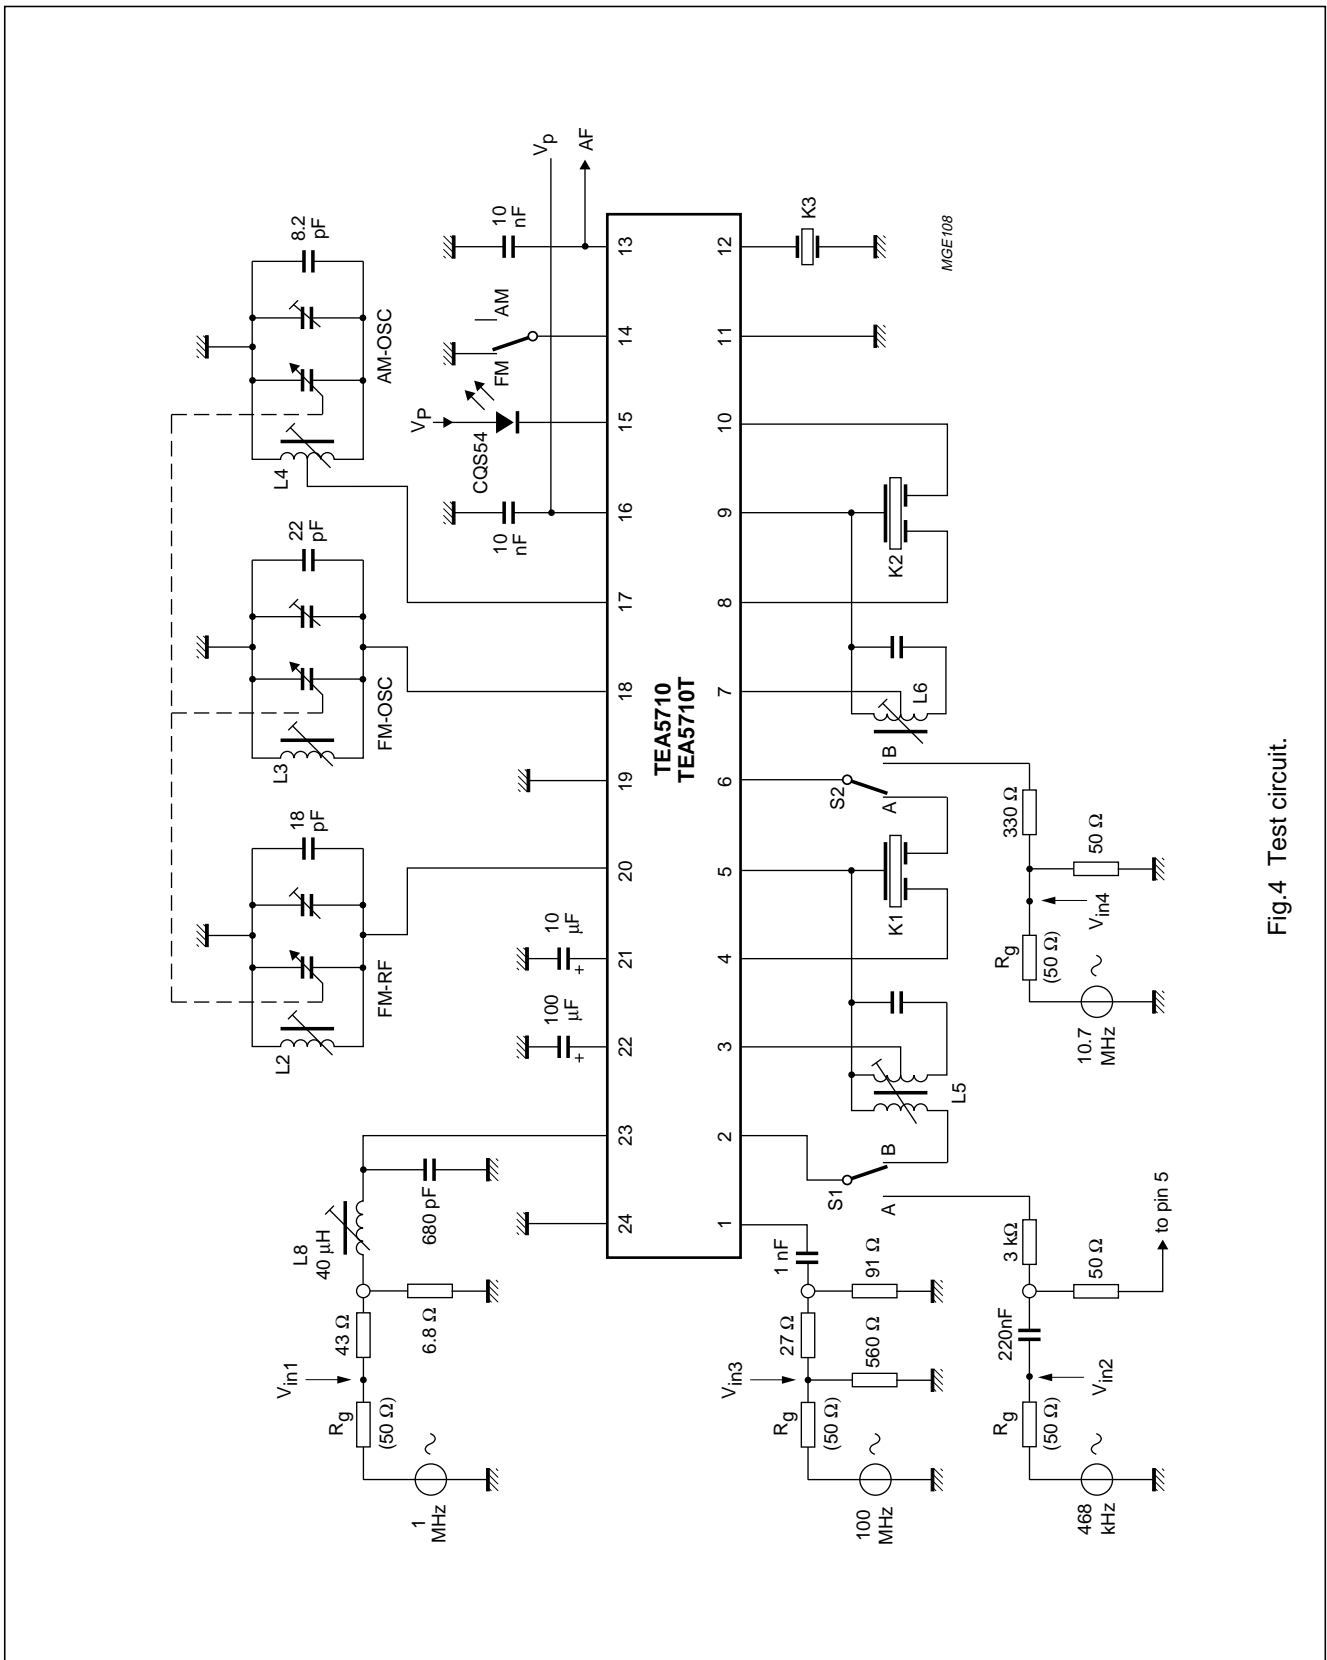 8.2
pF
AM-OSC
L4
22
pF
FM-OSC
L3
18
pF
FM-RF
L2
Vp
AF
10
nF
AM
FM
VP
CQS54
10
nF
10
µF
+
100
µF
+
L8
40 µH
680 pF
43 Ω
6.8 Ω
Vin1
Rg
(50 Ω)
1
MHz
24
23
22
21
20
19
18
17
16
15
14
13
TEA5710
TEA5710T
1
2
3
4
5
6
7
8
9
10
11
12
K3
MGE108
K2
L6
S2
B
A
K1
L5
S1
B
A
1 nF
91 Ω
27 Ω
560 Ω
Vin3
Rg
(50 Ω)
100
MHz
3 kΩ
50 Ω
to pin 5
220nF
Vin2
Rg
(50 Ω)
468
kHz
330 Ω
50 Ω
Vin4
Rg
(50 Ω)
10.7
MHz
Fig.4 Test circuit.